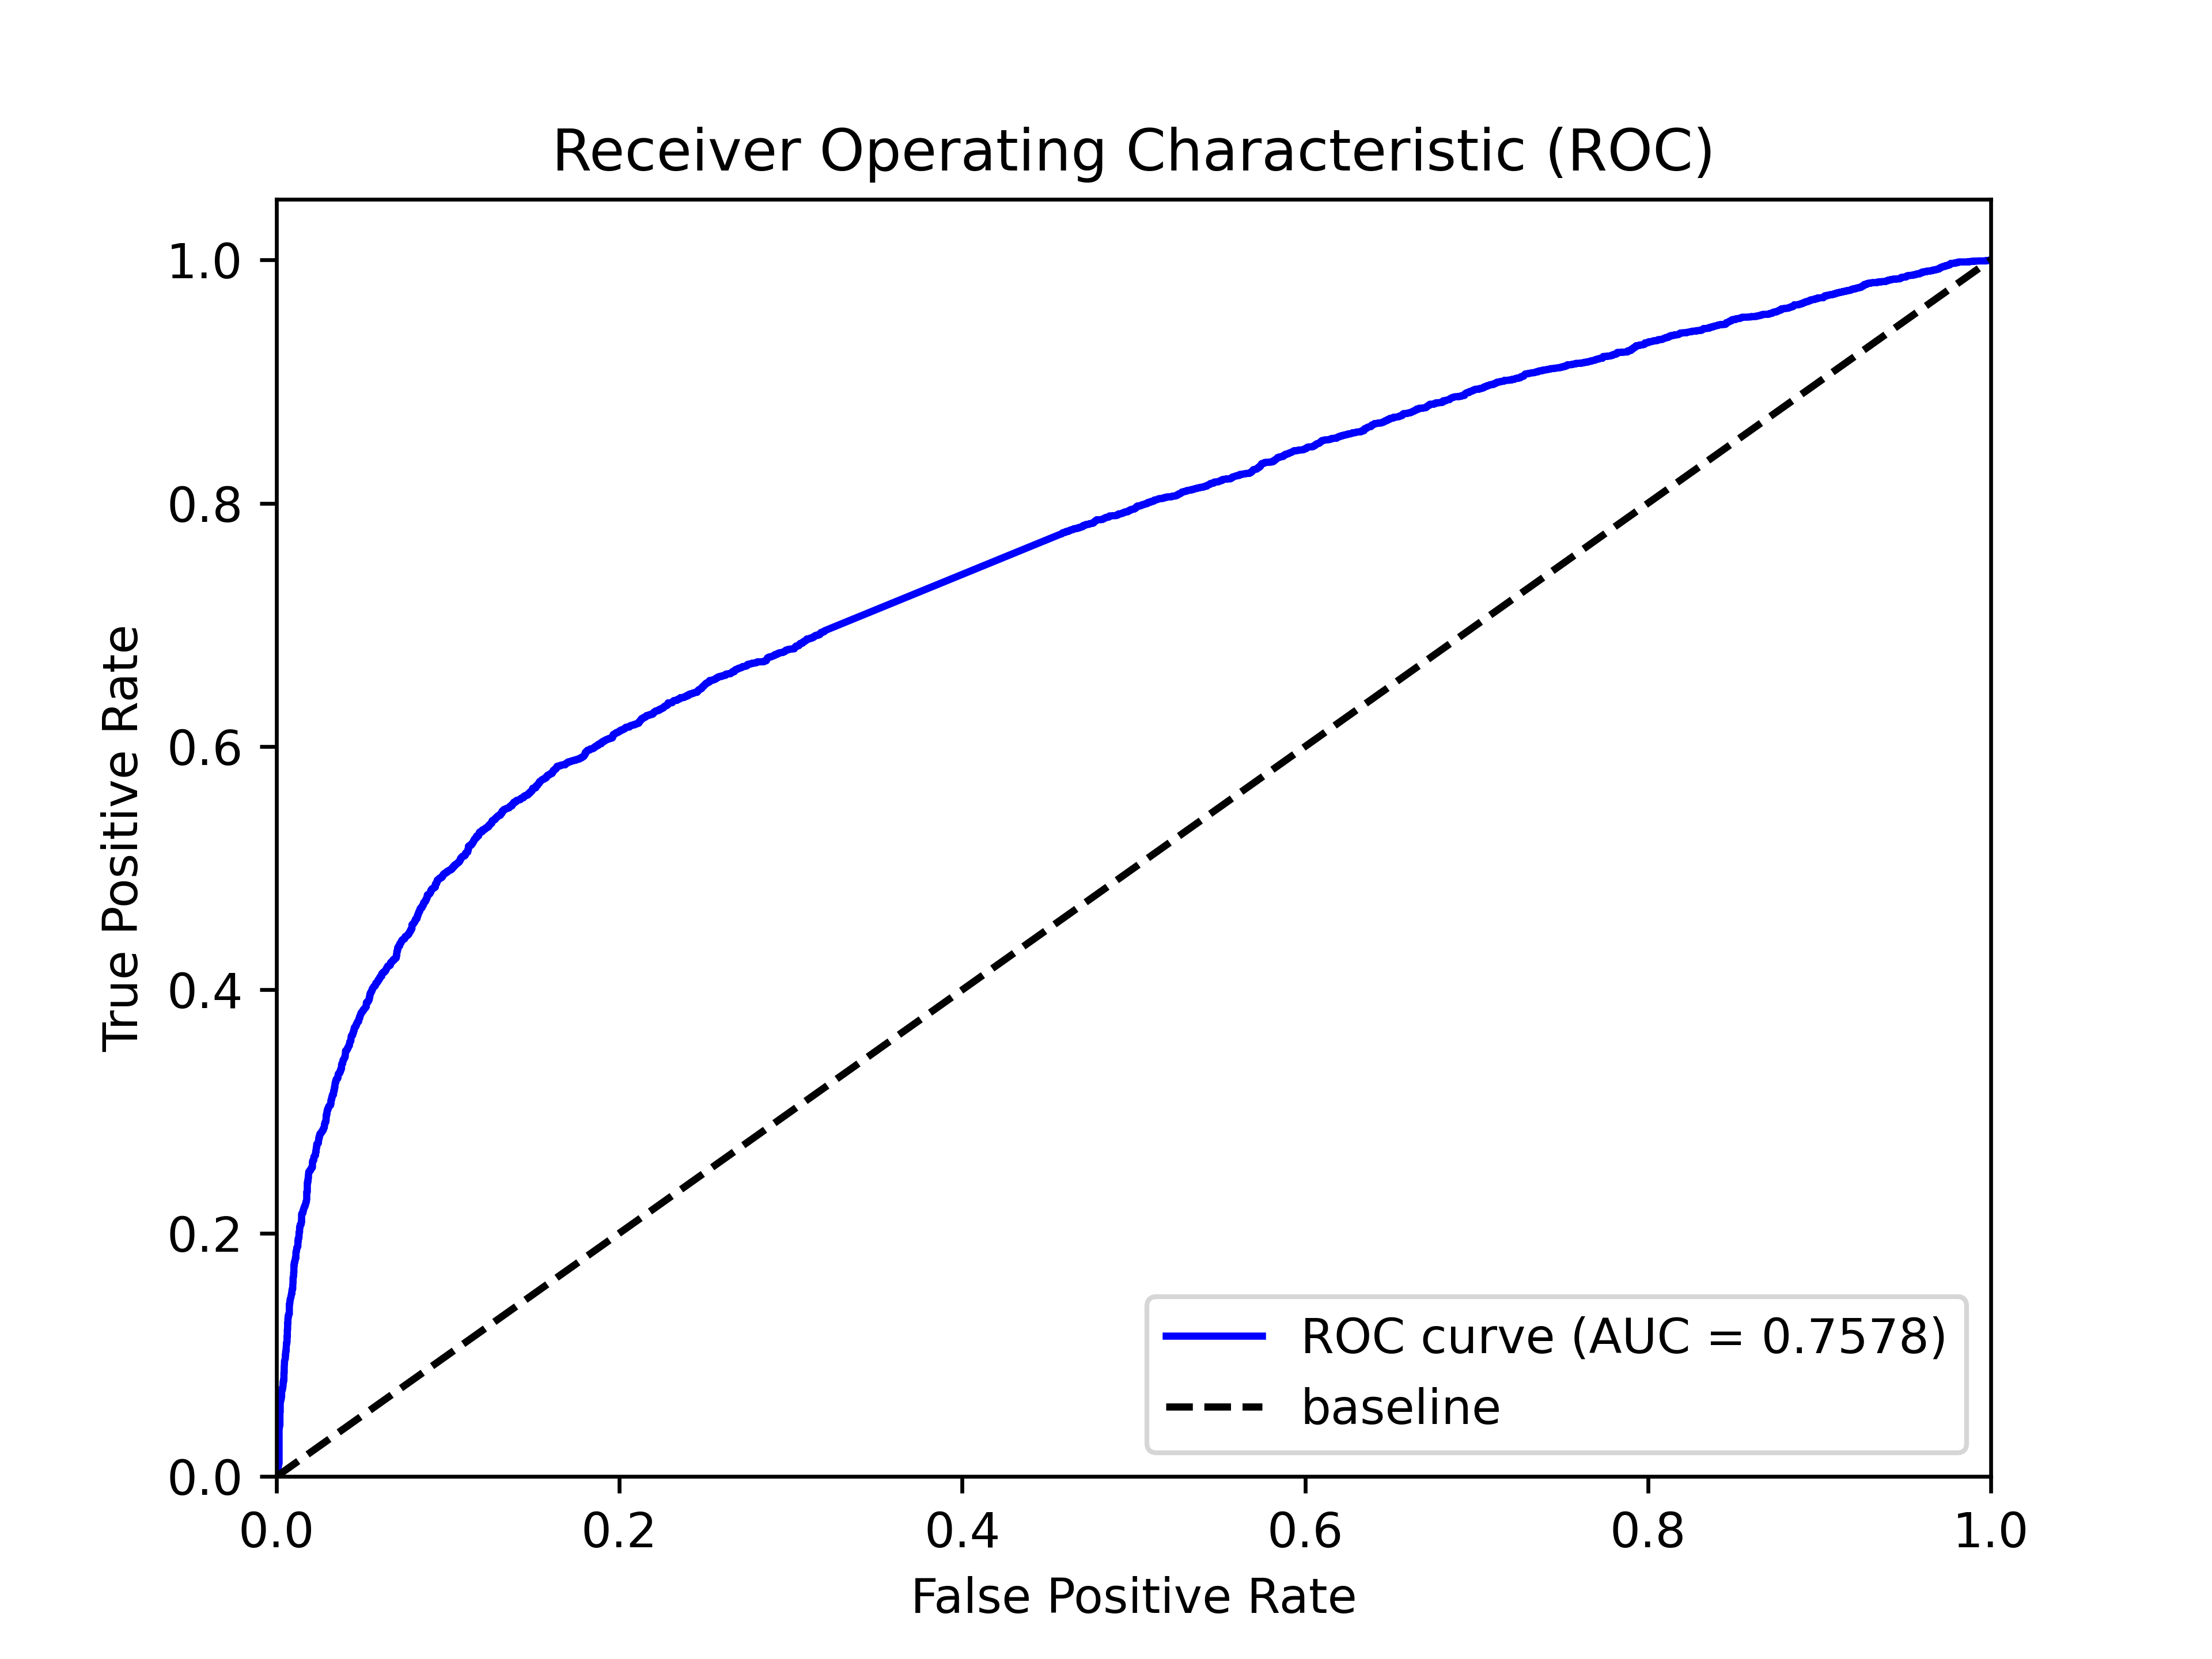 Receiver Operating Characteristic (ROC)
1.0
0.8
0.6
0.4
0.2
0.0
True Positive Rate
0.0 0.2 0.4 0.6 0.8 1.0
False Positive Rate
ROC curve (AUC = 0.7578)
baseline